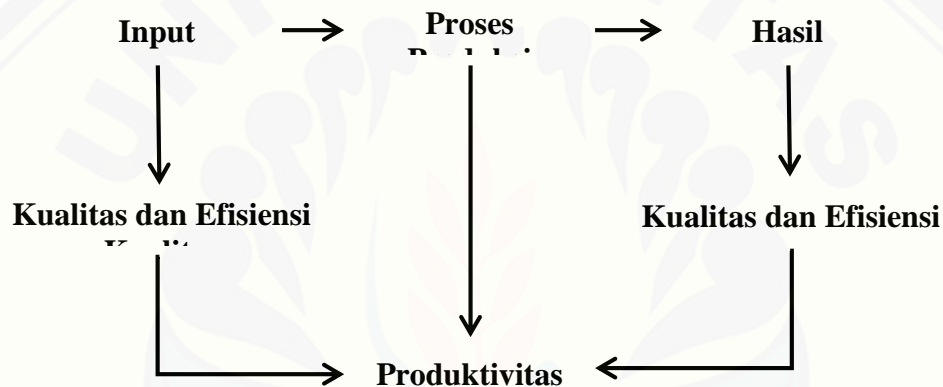 Input
Proses
Hasil
Kualitas dan Efisiensi
Kualitas dan Efisiensi
Produktivitas